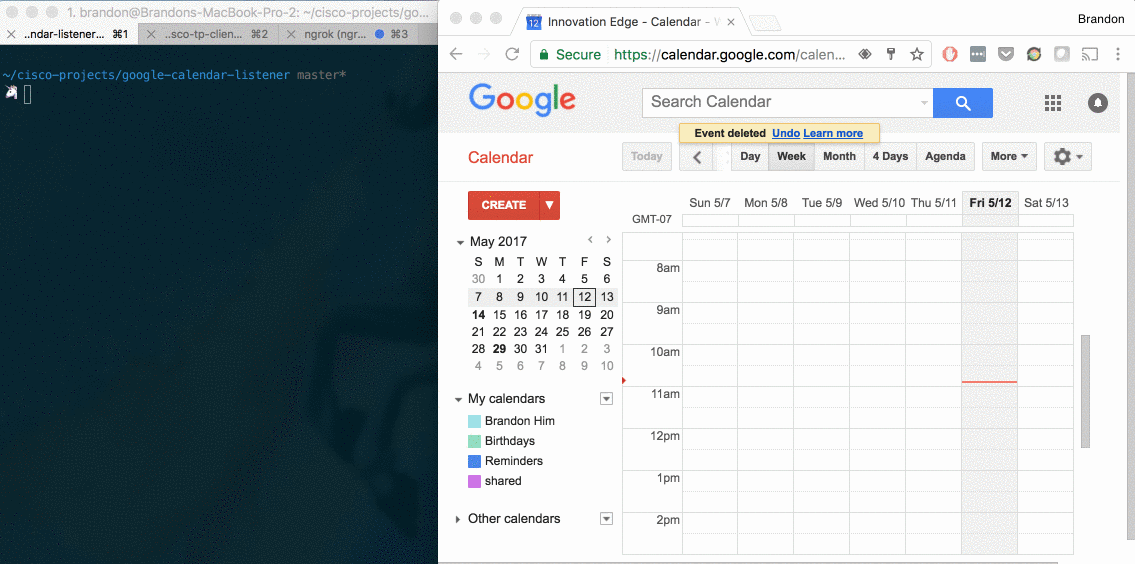 1. brandon@Brandons-MacBook-Pro-2: ~/cisco-projects/go...
..ndar-listener... ⌘1 ..sco-tp-clien... ⌘2 ngrok (ngr... ⌘3
~/cisco-projects/google-calendar-listener master*
12 Innovation Edge - Calendar - W
Brandon
Secure https://calendar.google.com/calen...
Google
Search Calendar
Event deleted Undo Learn more
Calendar
Today Day Week Month 4 Days Agenda More
CREATE
Sun 5/7 Mon 5/8 Tue 5/9 Wed 5/10 Thu 5/11 Fri 5/12 Sat 5/13
GMT-07
May 2017
S M T W T F S
30 1 2 3 4 5 6
7 8 9 10 11 12 13
14 15 16 17 18 19 20
21 22 23 24 25 26 27
28 29 30 31 1 2 3
4 5 6 7 8 9 10
My calendars
Brandon Him
Birthdays
Reminders
shared
Other calendars
8am
9am
10am
11am
12pm
1pm
2pm